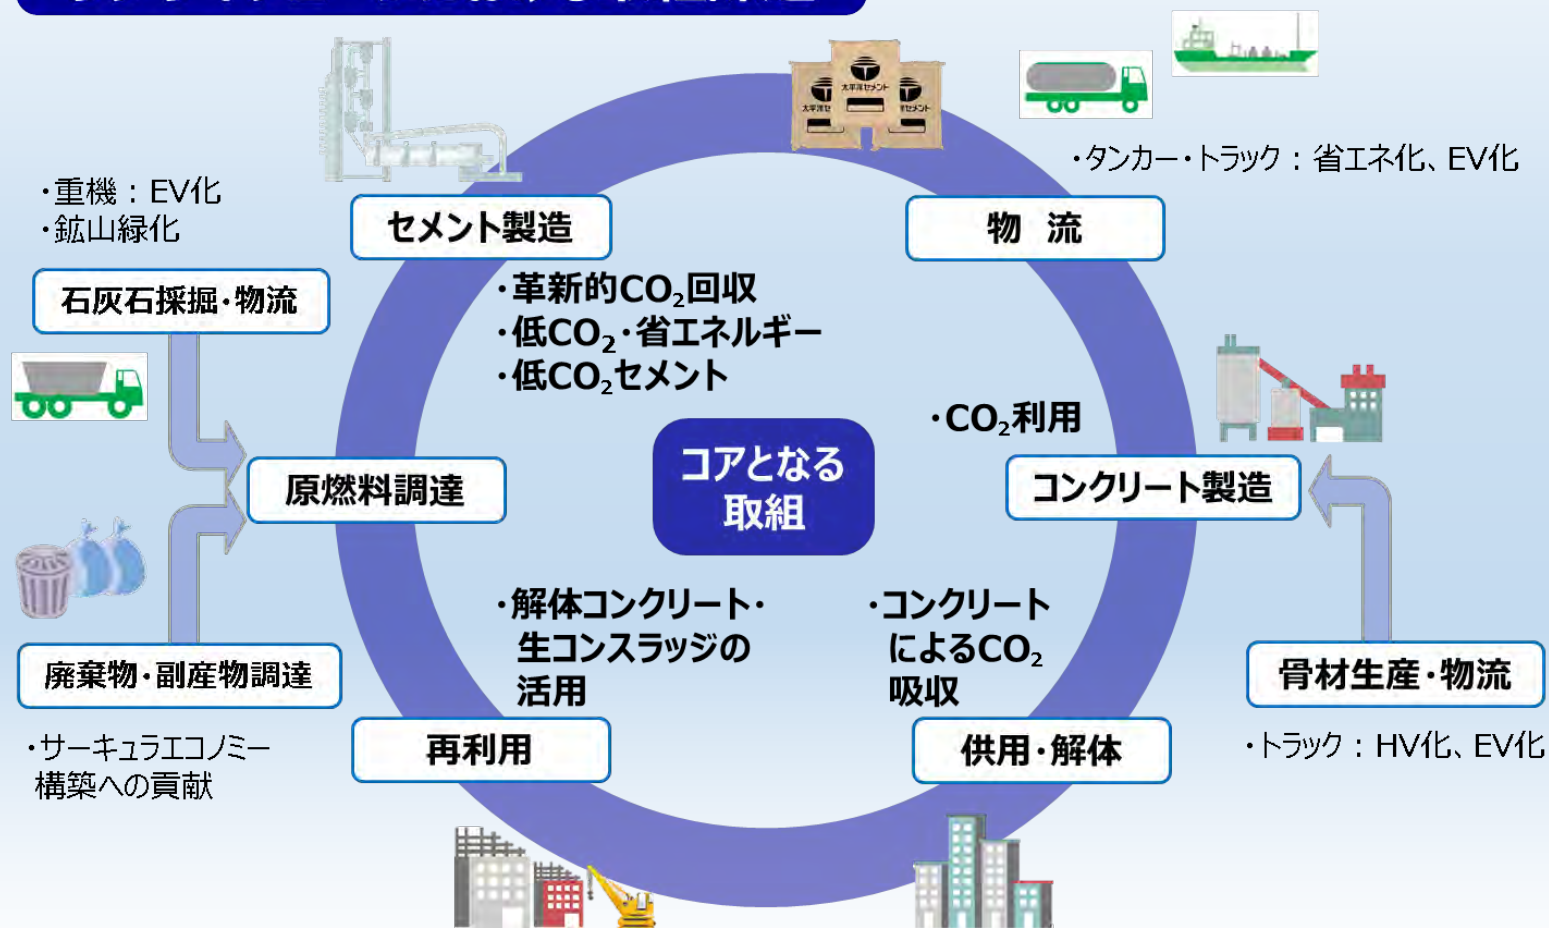 太平洋セメント
・タンカー・トラック：省エネ化、EV化
・重機：EV化
・鉱山緑化
セメント製造
物 流
石灰石採掘・物流
・革新的CO₂回収
・低CO₂・省エネルギー
・低CO₂セメント
・CO₂利用
コアとなる
取組
原燃料調達
コンクリート製造
・解体コンクリート・
生コンスラッジの
活用
・コンクリート
によるCO₂
吸収
廃棄物・副産物調達
骨材生産・物流
・サーキュラエコノミー
構築への貢献
再利用
供用・解体
・トラック：HV化、EV化